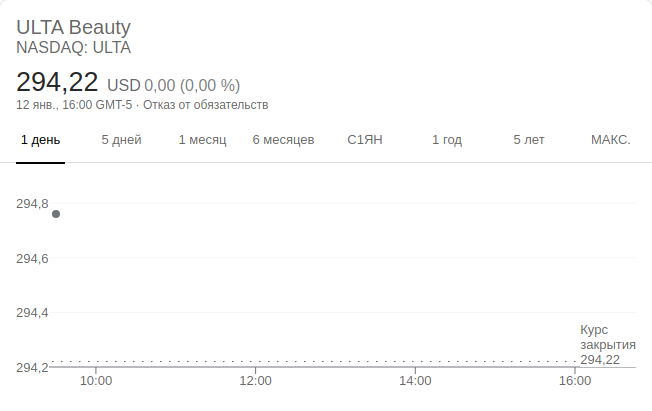 ULTA Beauty
NASDAQ: ULTA
294,22 USD 0,00 (0,00 %)
12 янв., 16:00 GMT-5 · Отказ от обязательств
1 день 5 дней 1 месяц 6 месяцев С1ЯН 1 год 5 лет МАКС.
294,8
294,6
294,4
Курс
закрытия
294,22
294,2
10:00 12:00 14:00 16:00